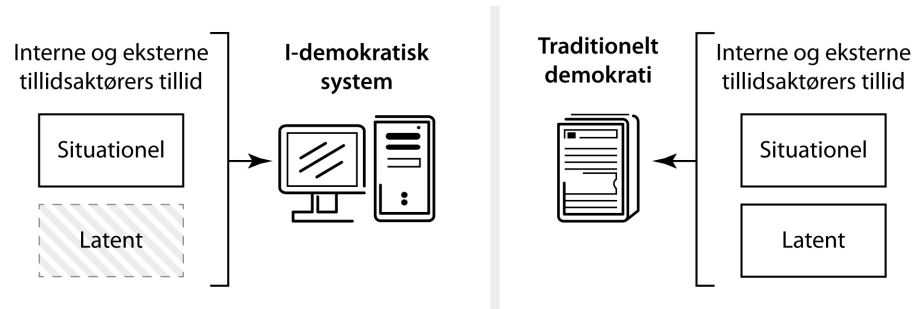 Interne og eksterne
tillidsaktørers tillid
Situationel
Latent
I-demokratisk
system
Traditionelt
demokrati
Interne og eksterne
tillidsaktørers tillid
Situationel
Latent